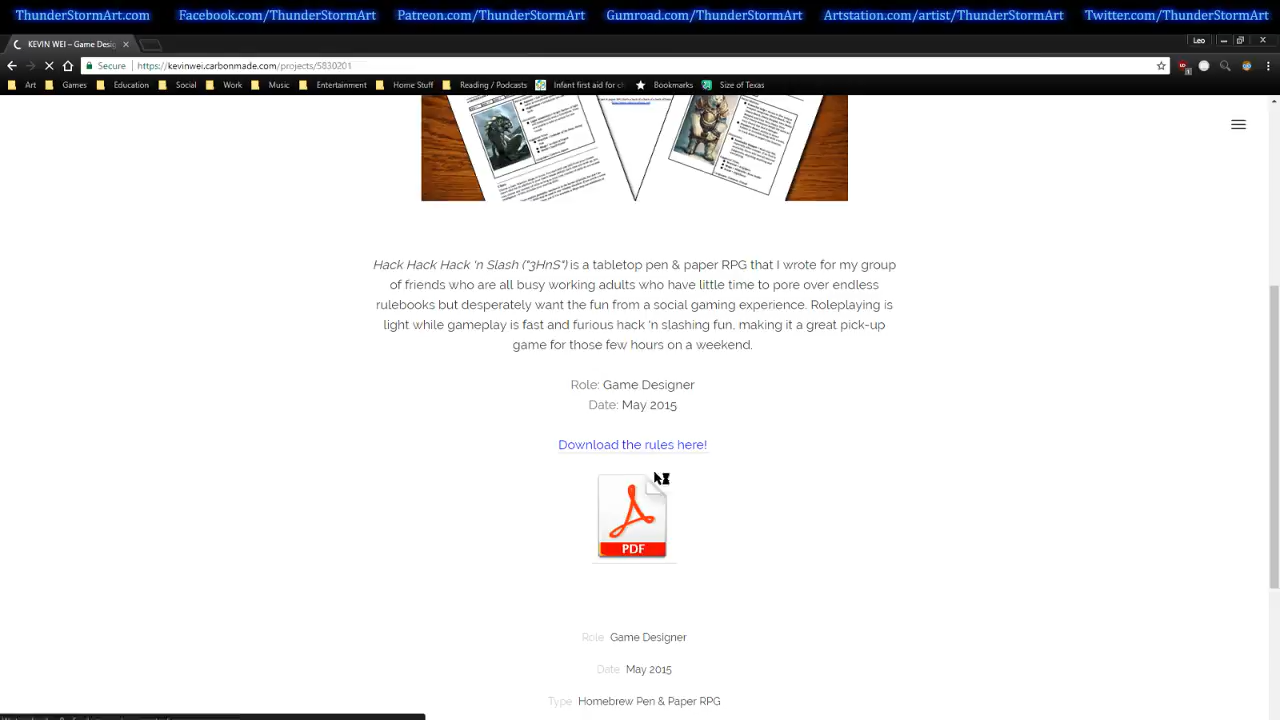 ThunderStormArt.com Facebook.com/ThunderStormArt Patreon.com/ThunderStormArt Gumroad.com/ThunderStormArt Artstation.com/artist/ThunderStormArt Twitter.com/ThunderStormArt
KEVIN WEI – Game Desig
Leo
Secure https://kevinwei.carbonmade.com/projects/5830201
Art Games Education Social Work Music Entertainment Home Stuff Reading / Podcasts Infant first aid for ch Bookmarks Size of Texas
Hack Hack Hack 'n Slash ("3HnS") is a tabletop pen & paper RPG that I wrote for my group
of friends who are all busy working adults who have little time to pore over endless
rulebooks but desperately want the fun from a social gaming experience. Roleplaying is
light while gameplay is fast and furious hack 'n slashing fun, making it a great pick-up
game for those few hours on a weekend.
Role: Game Designer
Date: May 2015
Download the rules here!
PDF
Role Game Designer
Date May 2015
Type Homebrew Pen & Paper RPG